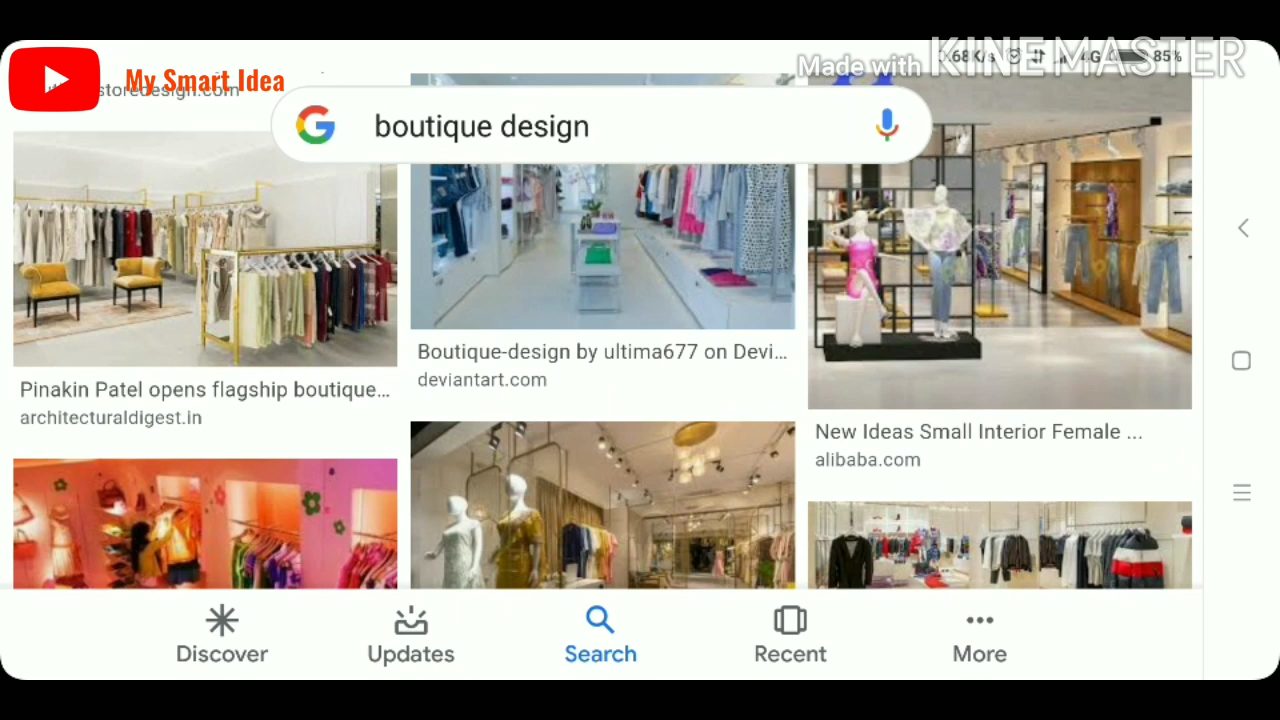 My Smart Idea
storedesign.com
Made with KINEMASTER
85%
boutique design
Pinakin Patel opens flagship boutique...
architecturaldigest.in
Boutique-design by ultima677 on Devi...
deviantart.com
New Ideas Small Interior Female ...
alibaba.com
Discover
Updates
Search
Recent
More